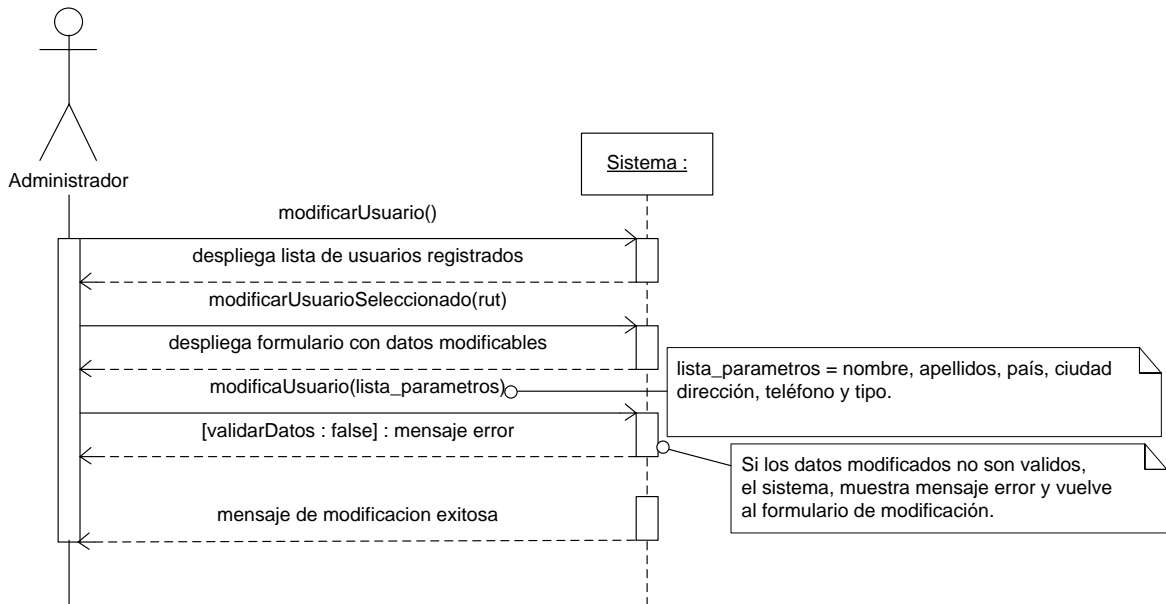 Administrador
Sistema :
modificarUsuario()
despliega lista de usuarios registrados
modificarUsuarioSeleccionado(rut)
despliega formulario con datos modificables
modificaUsuario(lista_parametros)
lista_parametros = nombre, apellidos, país, ciudad
dirección, teléfono y tipo.
[validarDatos : false] : mensaje error
Si los datos modificados no son validos,
el sistema, muestra mensaje error y vuelve
al formulario de modificación.
mensaje de modificacion exitosa